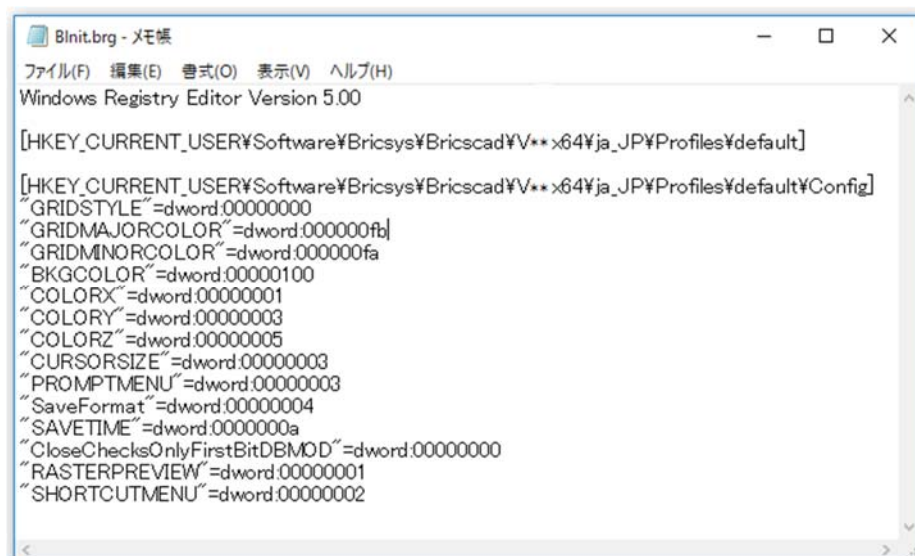 BInit.brg - メモ帳
ファイル(F) 編集(E) 書式(O) 表示(V) ヘルプ(H)
Windows Registry Editor Version 5.00
[HKEY_CURRENT_USER¥Software¥Bricsys¥Bricscad¥V**x64¥ja_JP¥Profiles¥default]
[HKEY_CURRENT_USER¥Software¥Bricsys¥Bricscad¥V**x64¥ja_JP¥Profiles¥default¥Config]
"GRIDSTYLE"=dword:00000000
"GRIDMAJORCOLOR"=dword:000000fb
"GRIDMINORCOLOR"=dword:000000fa
"BKGCOLOR"=dword:00000100
"COLORX"=dword:00000001
"COLORY"=dword:00000003
"COLORZ"=dword:00000005
"CURSORSIZE"=dword:00000003
"PROMPTMENU"=dword:00000003
"SaveFormat"=dword:00000004
"SAVETIME"=dword:0000000a
"CloseChecksOnlyFirstBitDBMOD"=dword:00000000
"RASTERPREVIEW"=dword:00000001
"SHORTCUTMENU"=dword:00000002